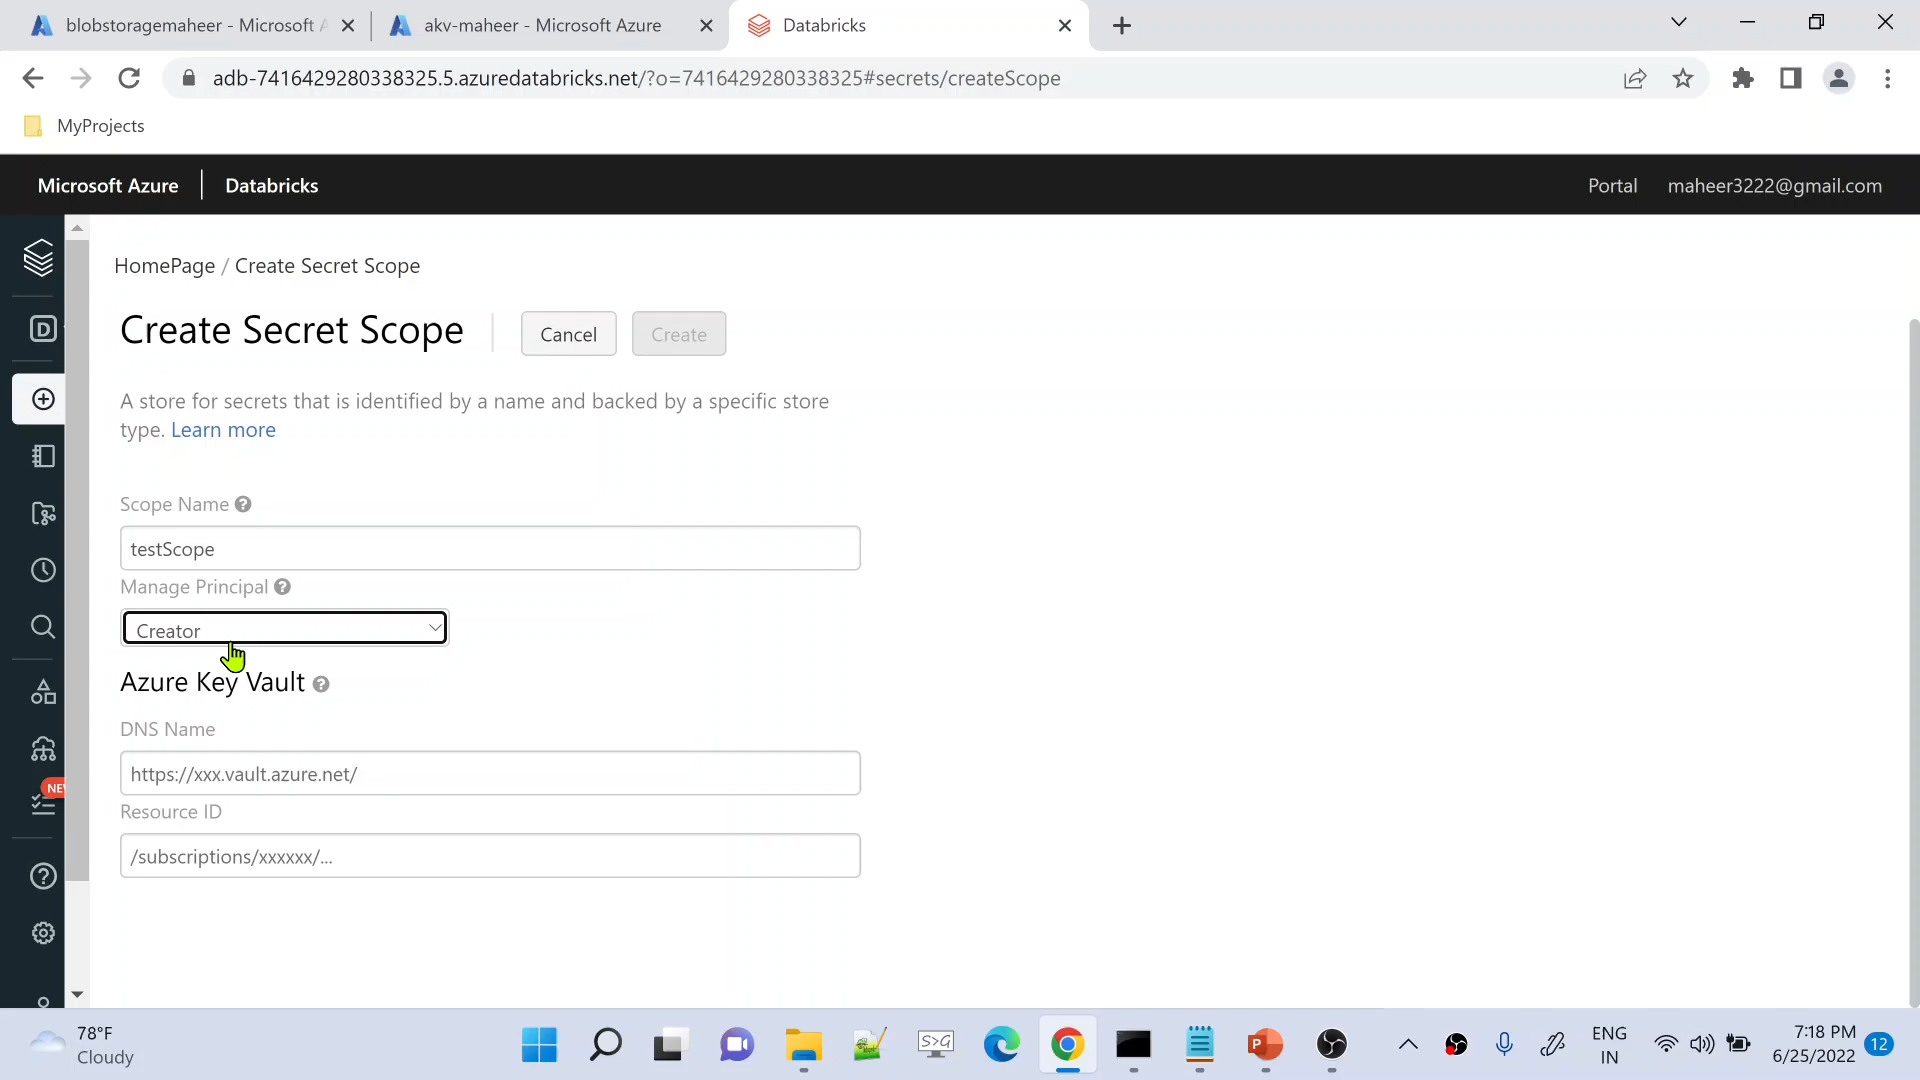 blobstoragemaheer - Microsoft A
akv-maheer - Microsoft Azure
Databricks
adb-7416429280338325.5.azuredatabricks.net/?o=7416429280338325#secrets/createScope
MyProjects
Microsoft Azure
Databricks
Portal
maheer3222@gmail.com
HomePage / Create Secret Scope
Create Secret Scope
Cancel
Create
A store for secrets that is identified by a name and backed by a specific store
type. Learn more
Scope Name
testScope
Manage Principal
Creator
Azure Key Vault
DNS Name
https://xxx.vault.azure.net/
Resource ID
/subscriptions/xxxxxx/...
D
NEW
78°F
Cloudy
S>G
P
ENG
IN
7:18 PM
6/25/2022
12